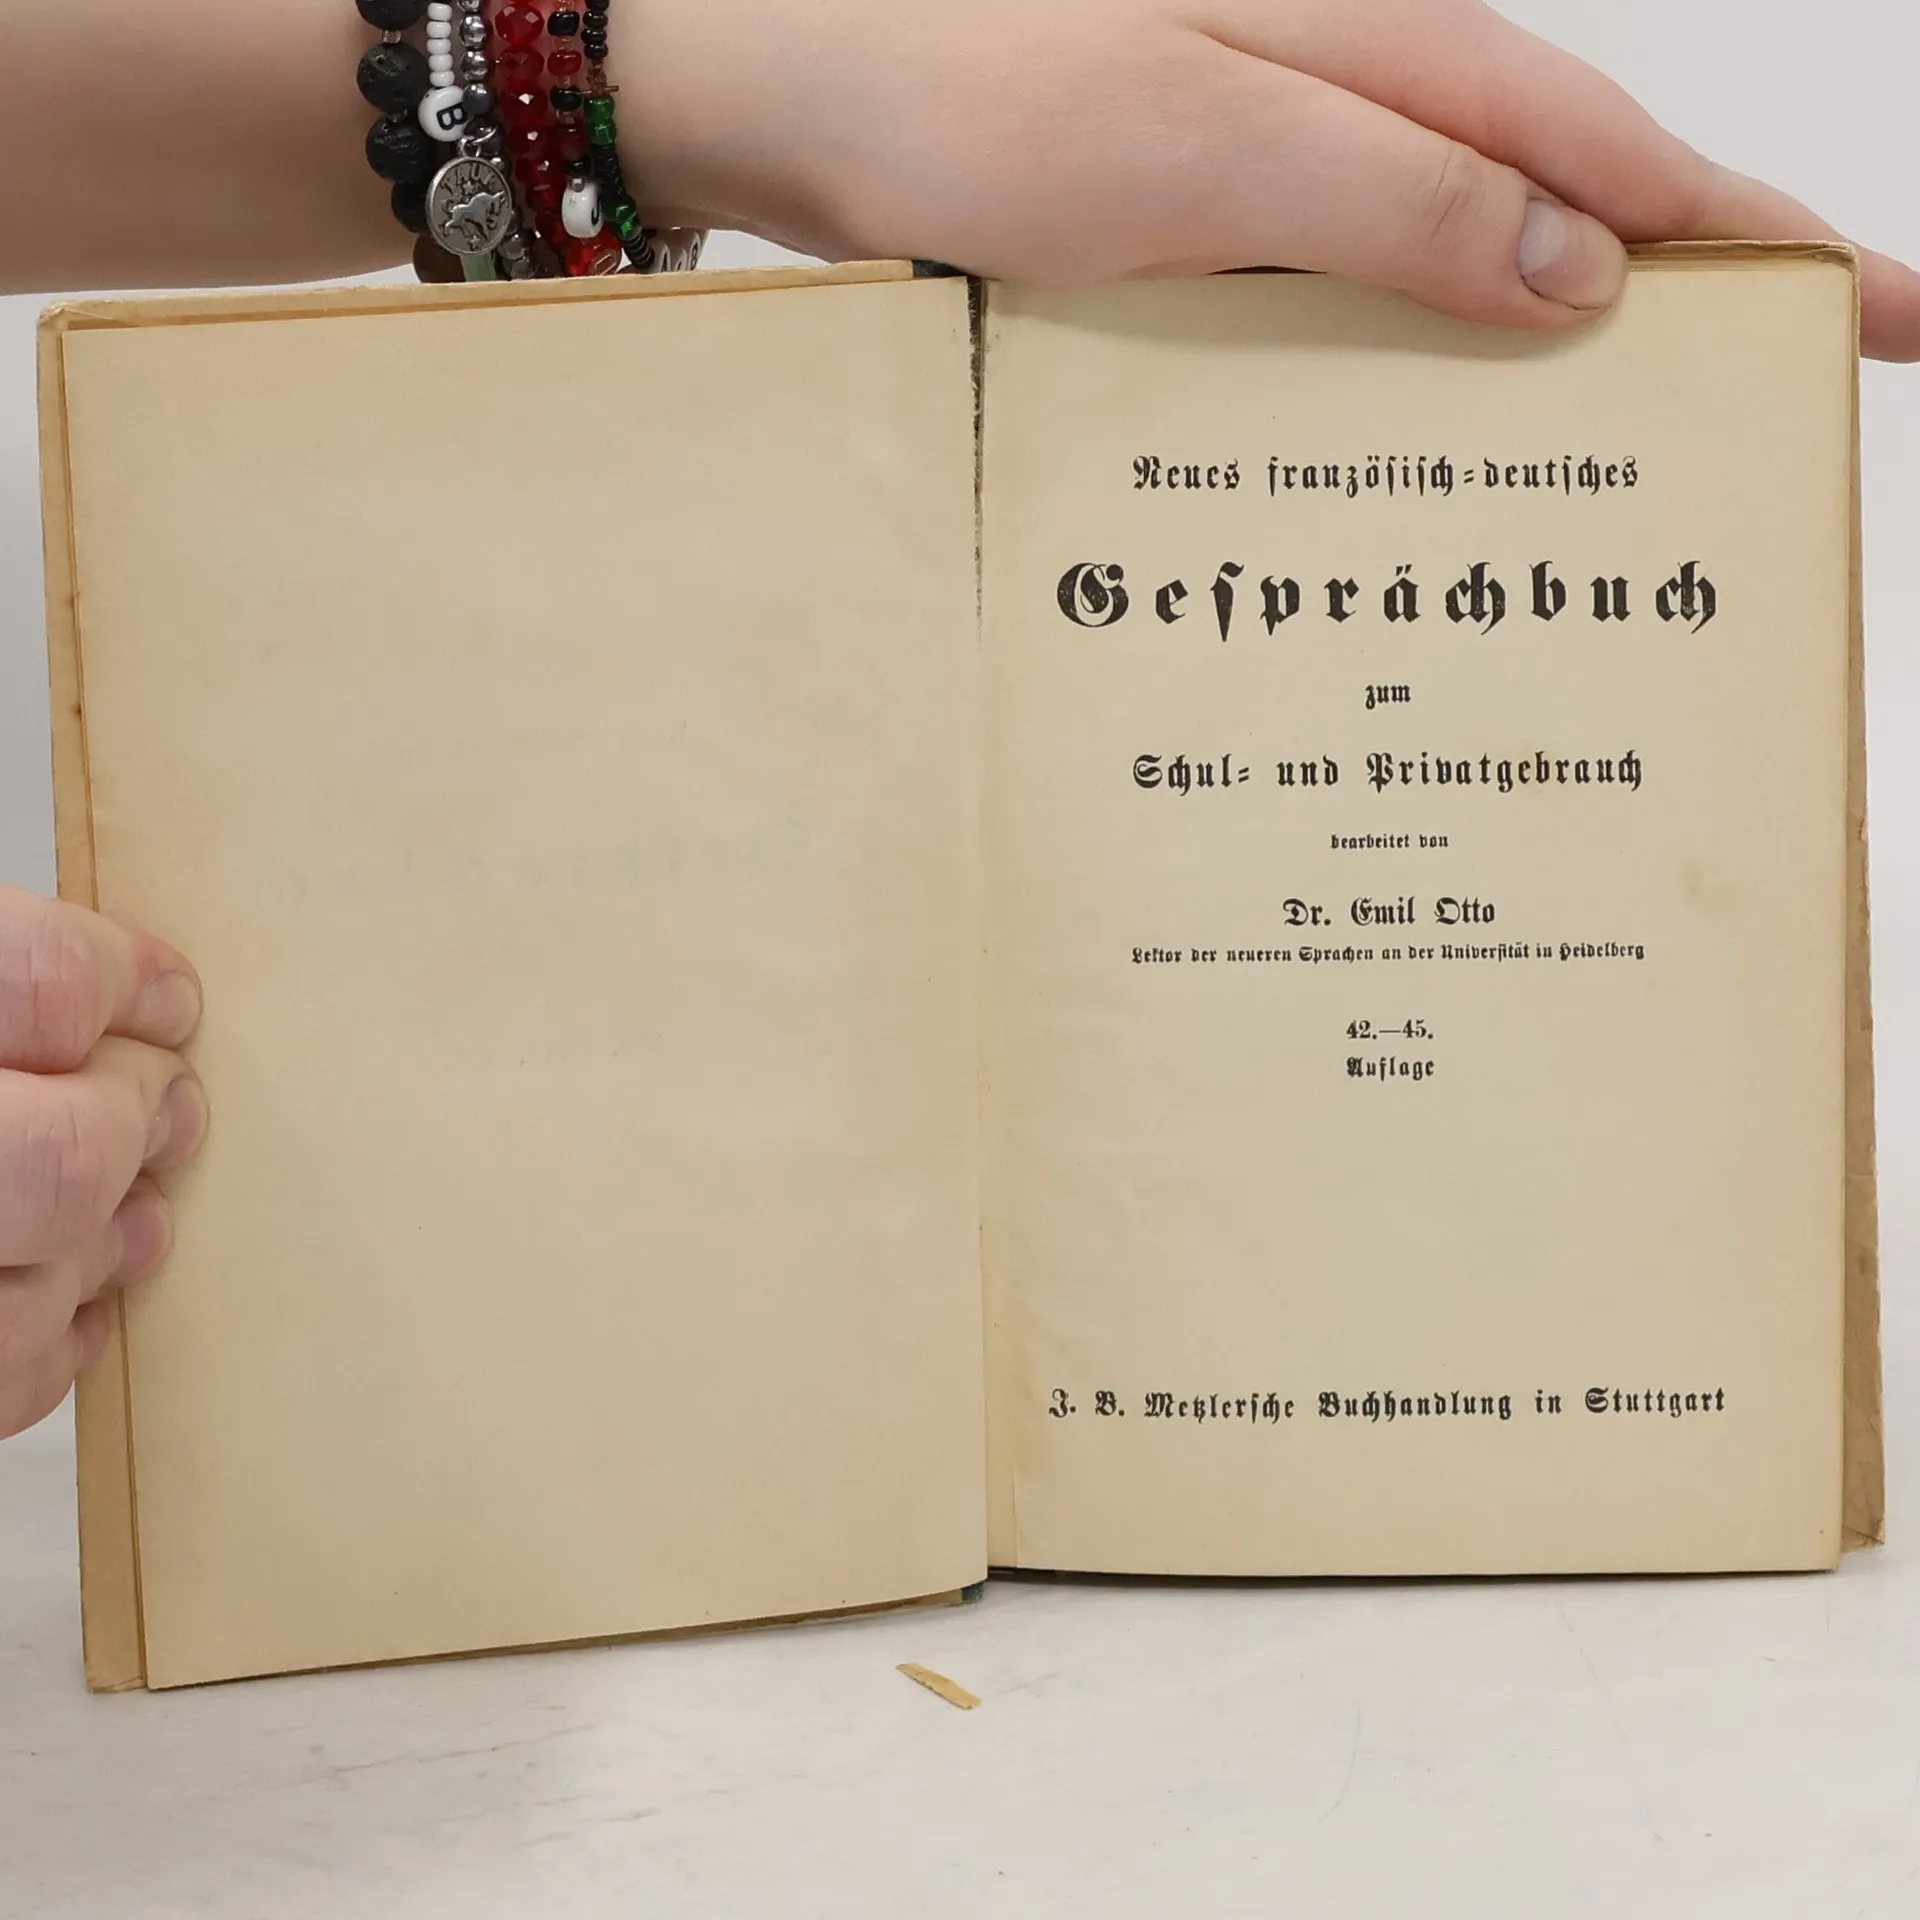 B
TAUR
Neues französisch=deutsches
Gesprächbuch
zum
Schul= und Privatgebrauch
bearbeitet von
Dr. Emil Otto
Lektor der neueren Sprachen an der Universität in Heidelberg
42.—45.
Auflage
J. B. Metzlersche Buchhandlung in Stuttgart